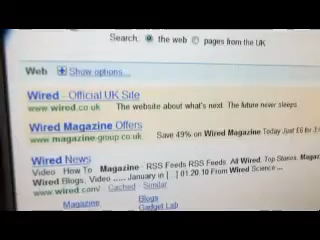 Search: the web pages from the UK
Web Show options...
Wired - Official UK Site
www.wired.co.uk The website about what's next. The future never sleeps.
Wired Magazine Offers
www.magazine-group.co.uk Save 49% on Wired Magazine Today Just £6 for 3
Wired News
Video How To Magazine · RSS Feeds RSS Feeds. All Wired. Top Stories. Magaz
Wired Blogs, Video ..... January in [...] 01.20.10 From Wired Science ...
www.wired.com/ Cached Similar
Magazine Blogs
Gadget Lab